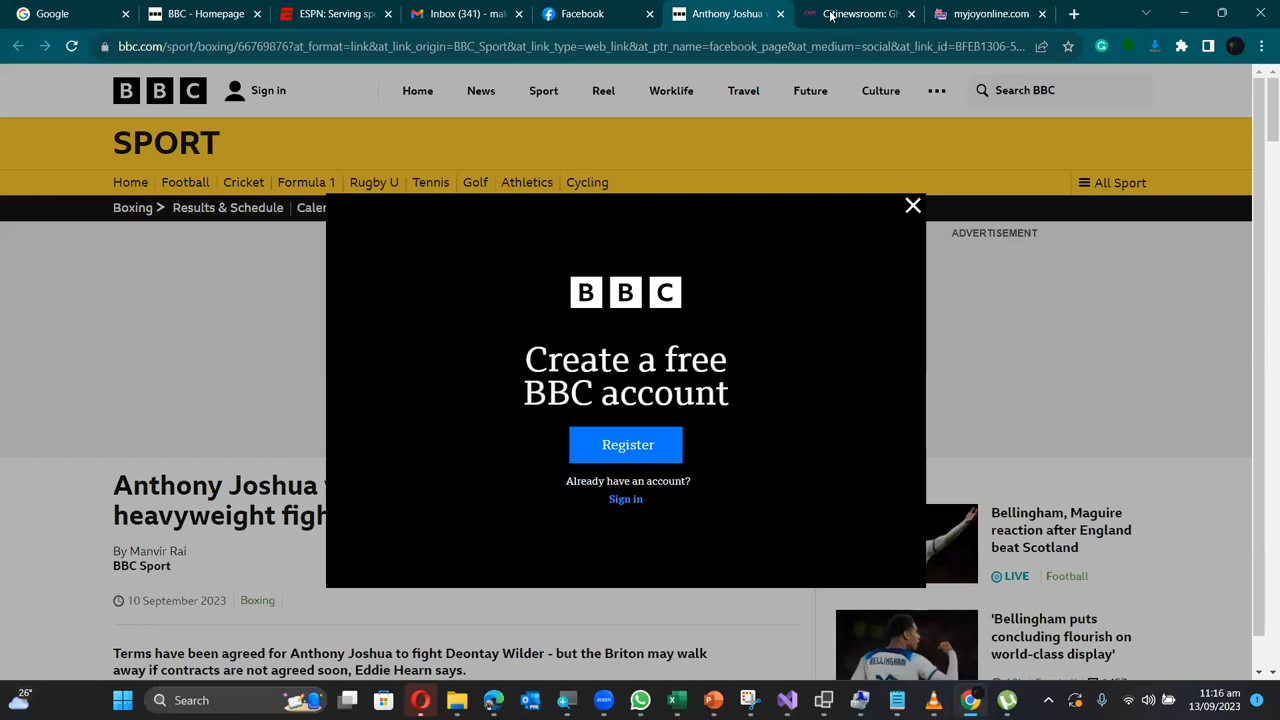 Google
BBC - Homepage
ESPN: Serving sp
Inbox (341) - mak
Facebook
Anthony Joshua v
Citinewsroom: Gh
myjoyonline.com
bbc.com/sport/boxing/66769876?at_format=link&at_link_origin=BBC_Sport&at_link_type=web_link&at_ptr_name=facebook_page&at_medium=social&at_link_id=BFEB1306-5...
BBC
Sign in
Home
News
Sport
Reel
Worklife
Travel
Future
Culture
Search BBC
SPORT
Home
Football
Cricket
Formula 1
Rugby U
Tennis
Golf
Athletics
Cycling
All Sport
Boxing
Results & Schedule
Caler
ADVERTISEMENT
BBC
Create a free
BBC account
Register
Already have an account?
Sign in
Anthony Joshua v
heavyweight figh
By Manvir Rai
BBC Sport
10 September 2023
Boxing
Terms have been agreed for Anthony Joshua to fight Deontay Wilder - but the Briton may walk
away if contracts are not agreed soon, Eddie Hearn says.
Bellingham, Maguire
reaction after England
beat Scotland
LIVE
Football
'Bellingham puts
concluding flourish on
world-class display'
BELLINGHAM
26°
Search
11:16 am
13/09/2023